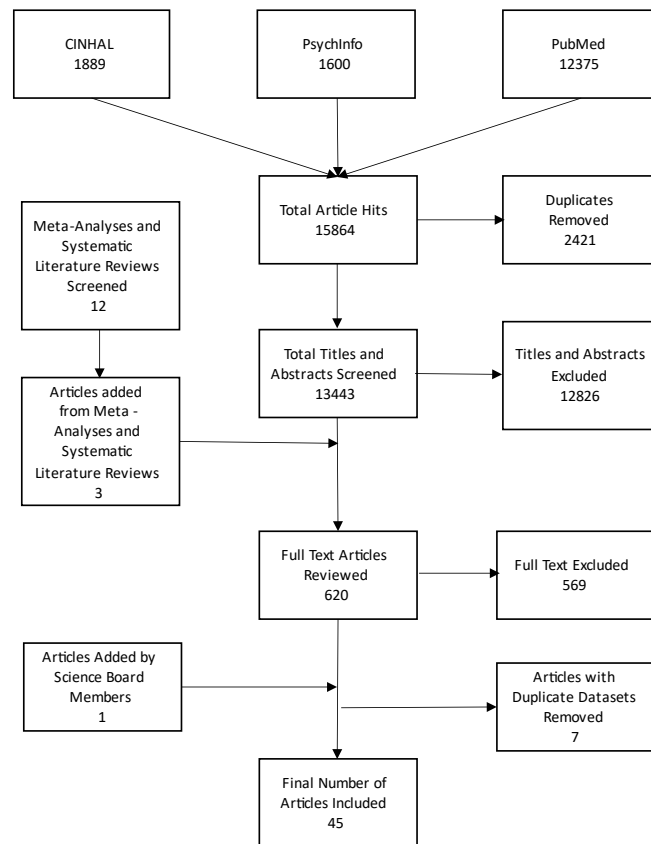 CINHAL
1889
PsychInfo
1600
PubMed
12375
Total Article Hits
15864
Duplicates
Removed
2421
Meta-Analyses and
Systematic
Literature Reviews
Screened
12
Total Titles and
Abstracts Screened
13443
Titles and Abstracts
Excluded
12826
Articles added
from Meta -
Analyses and
Systematic
Literature Reviews
3
Full Text Articles
Reviewed
620
Full Text Excluded
569
Articles Added by
Science Board
Members
1
Articles with
Duplicate Datasets
Removed
7
Final Number of
Articles Included
45